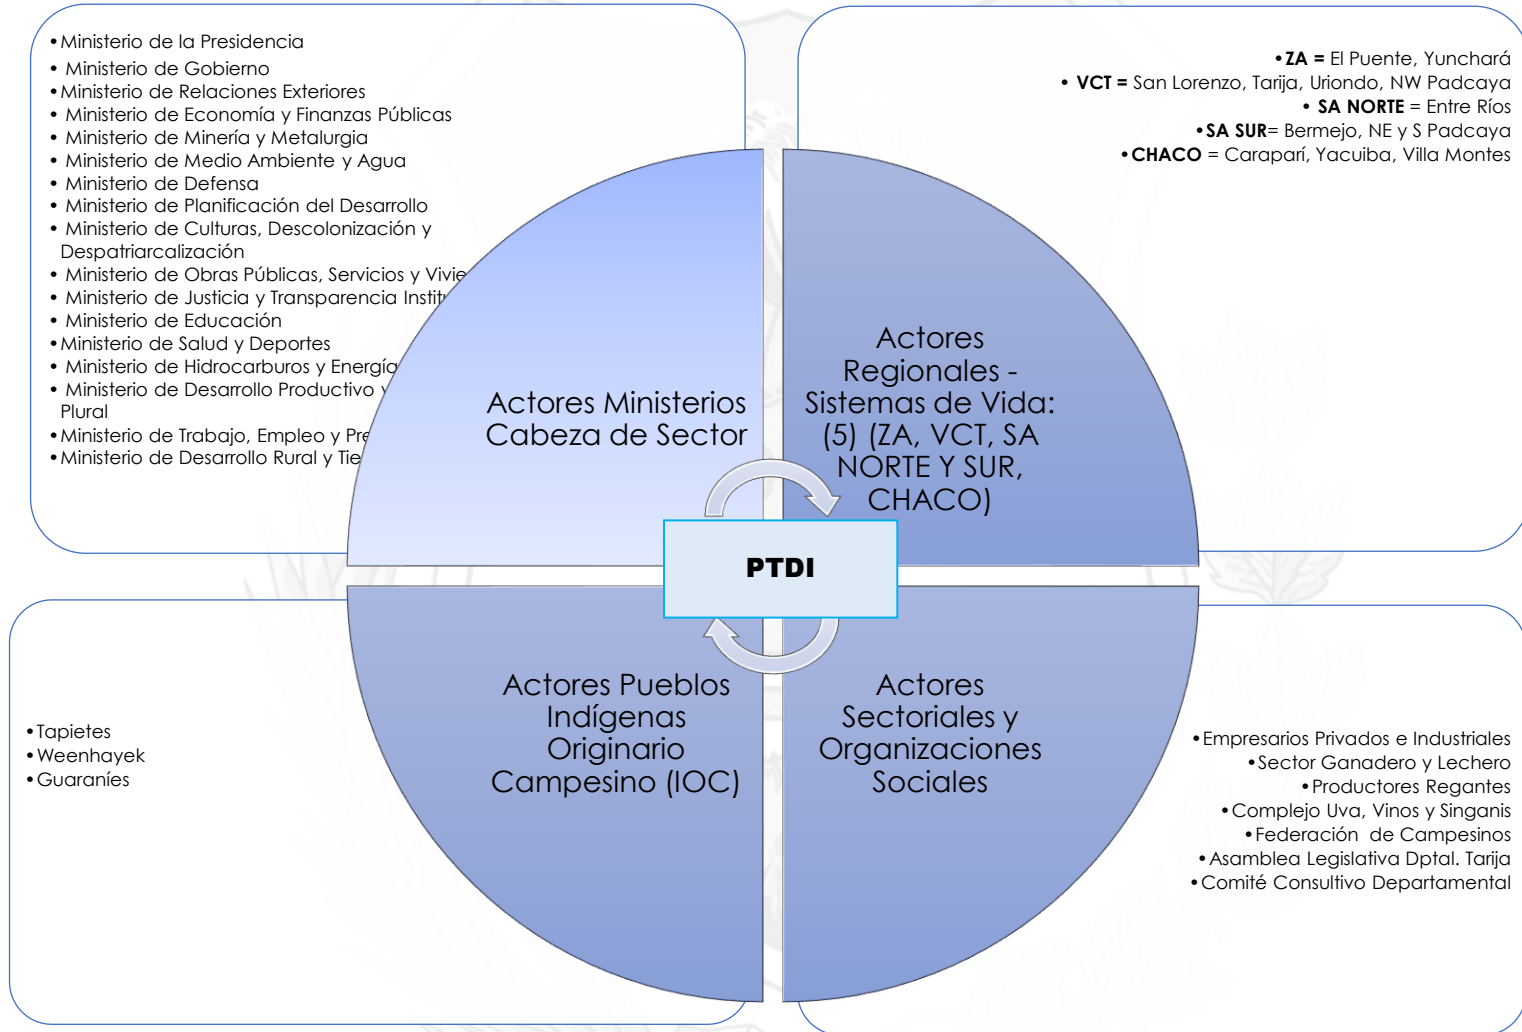 •Ministerio de la Presidencia
• Ministerio de Gobierno
•Ministerio de Relaciones Exteriores
• Ministerio de Economía y Finanzas Públicas
• Ministerio de Minería y Metalurgia
• Ministerio de Medio Ambiente y Agua
• Ministerio de Defensa
• Ministerio de Planificación del Desarrollo
• Ministerio de Culturas, Descolonización y
Despatriarcalización
• Ministerio de Obras Públicas, Servicios y
• Ministerio de Justicia y Transparencia
• Ministerio de Educación
•Ministerio de Salud y Deportes
• Ministerio de Hidrocarburos y Energía
• Ministerio de Desarrollo Productivo y
Plural
•Ministerio de Trabajo, Empleo y
•Ministerio de Desarrollo Rural y
•ZA = El Puente, Yunchará
• VCT = San Lorenzo, Tarija, Uriondo, NW Padcaya
• SA NORTE = Entre Ríos
•SA SUR= Bermejo, NE y S Padcaya
•CHACO = Caraparí, Yacuiba, Villa Montes
Actores Ministerios
Cabeza de Sector
Actores
Regionales -
Sistemas de Vida:
(5) (ZA, VCT, SA
NORTE Y SUR,
CHACO)
PTDI
Actores Pueblos
Indígenas
Originario
Campesino (IOC)
Actores
Sectoriales y
Organizaciones
Sociales
•Tapietes
•Weenhayek
•Guaraníes
•Empresarios Privados e Industriales
•Sector Ganadero y Lechero
•Productores Regantes
•Complejo Uva, Vinos y Singanis
•Federación de Campesinos
•Asamblea Legislativa Dptal. Tarija
•Comité Consultivo Departamental